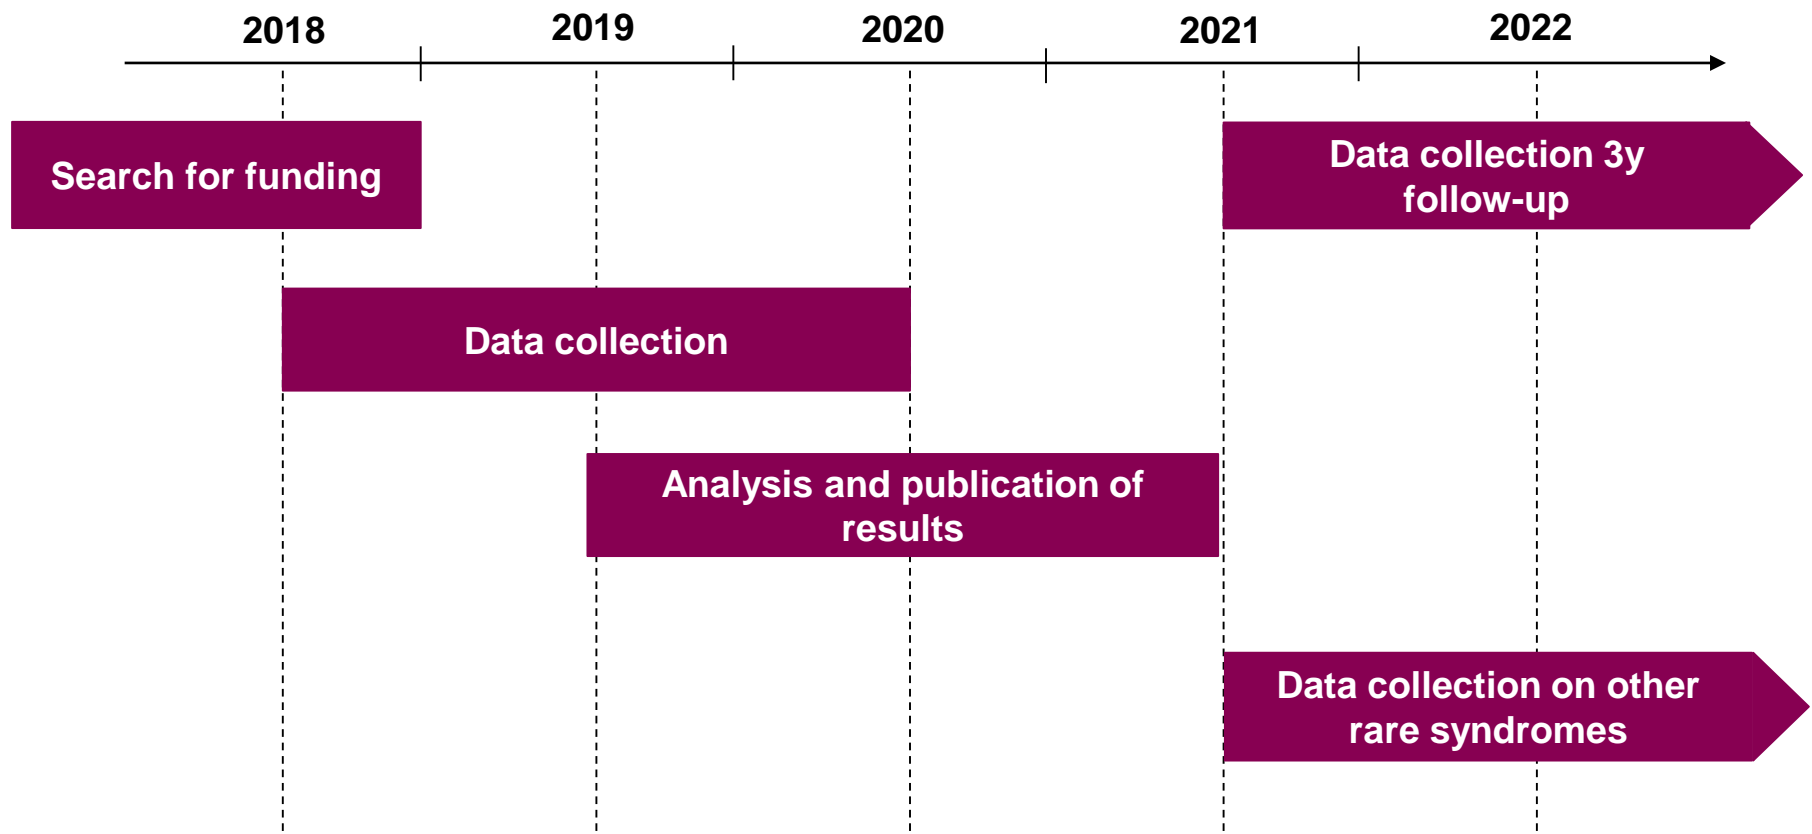 2018
2019
2020
2021
2022
Search for funding
Data collection 3y
follow-up
Data collection
Analysis and publication of
results
Data collection on other
rare syndromes